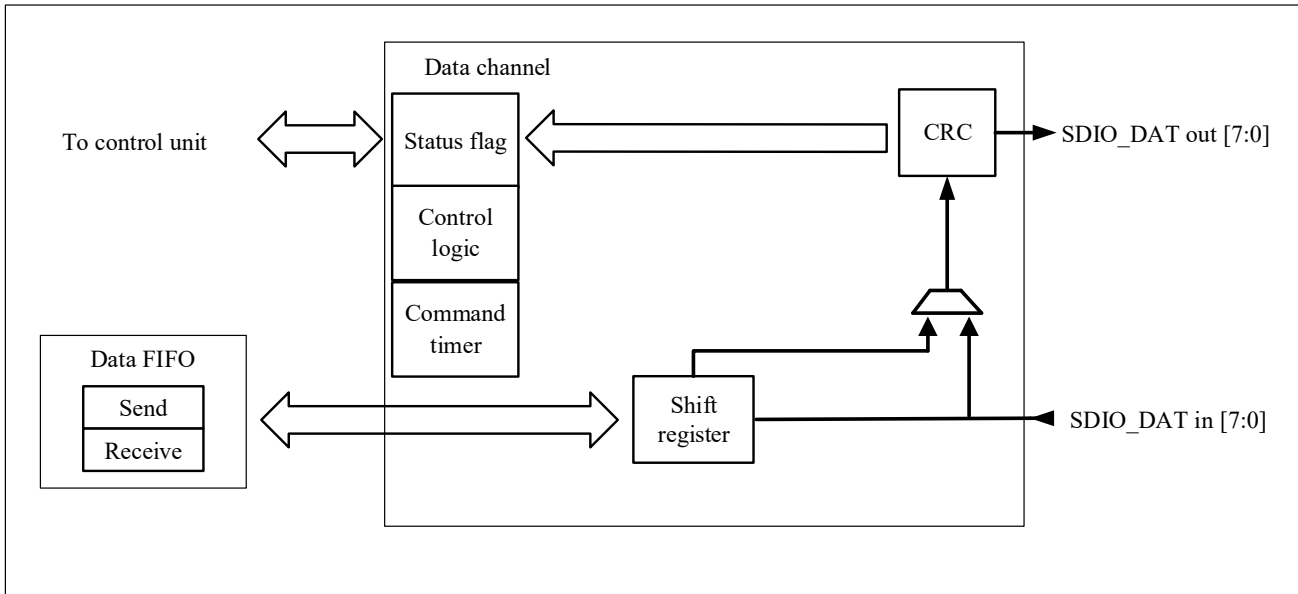 Data channel
To control unit
Status flag
CRC
SDIO_DAT out [7:0]
Control
logic
Command
timer
Data FIFO
Send
Receive
Shift
register
SDIO_DAT in [7:0]